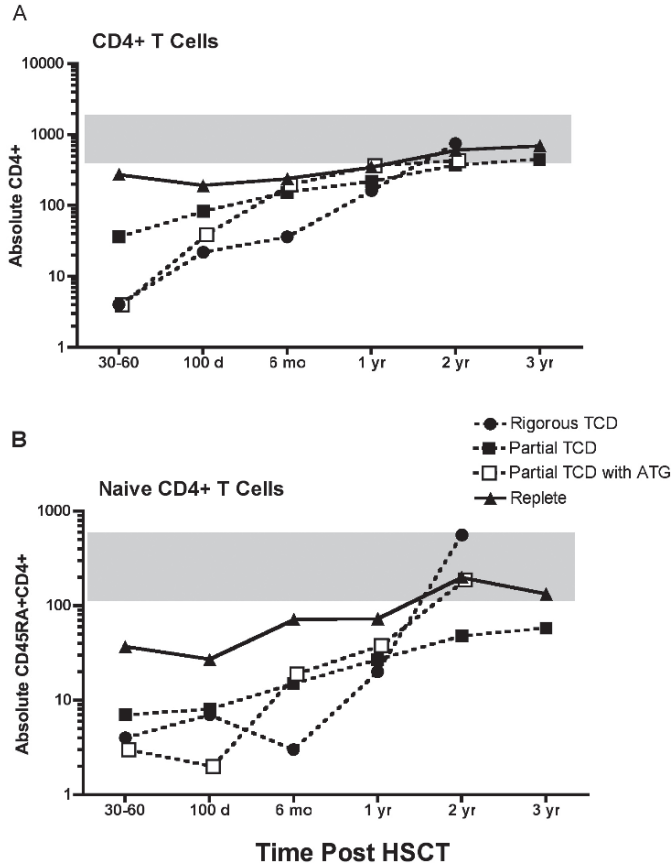 A
CD4+ T Cells
10000
1000
100
10
1
Absolute CD4+
30-60 100 d 6 mo 1 yr 2 yr 3 yr
Rigorous TCD
Partial TCD
Partial TCD with ATG
Replete
B
Naive CD4+ T Cells
1000
100
10
1
Absolute CD45RA+CD4+
30-60 100 d 6 mo 1 yr 2 yr 3 yr
Time Post HSCT